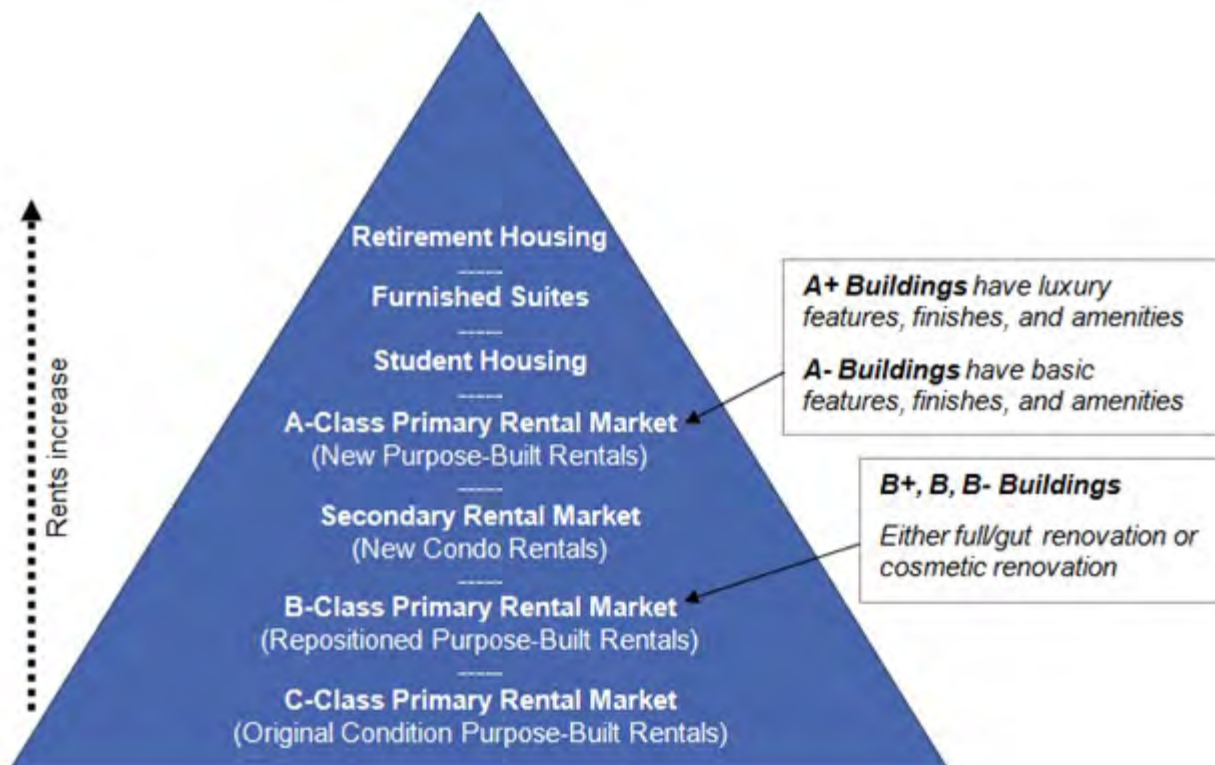 Rents increase
Retirement Housing
-----
Furnished Suites
-----
Student Housing
-----
A-Class Primary Rental Market
(New Purpose-Built Rentals)
-----
Secondary Rental Market
(New Condo Rentals)
-----
B-Class Primary Rental Market
(Repositioned Purpose-Built Rentals)
-----
C-Class Primary Rental Market
(Original Condition Purpose-Built Rentals)
A+ Buildings have luxury
features, finishes, and amenities
A- Buildings have basic
features, finishes, and amenities
B+, B, B- Buildings
Either full/gut renovation or
cosmetic renovation